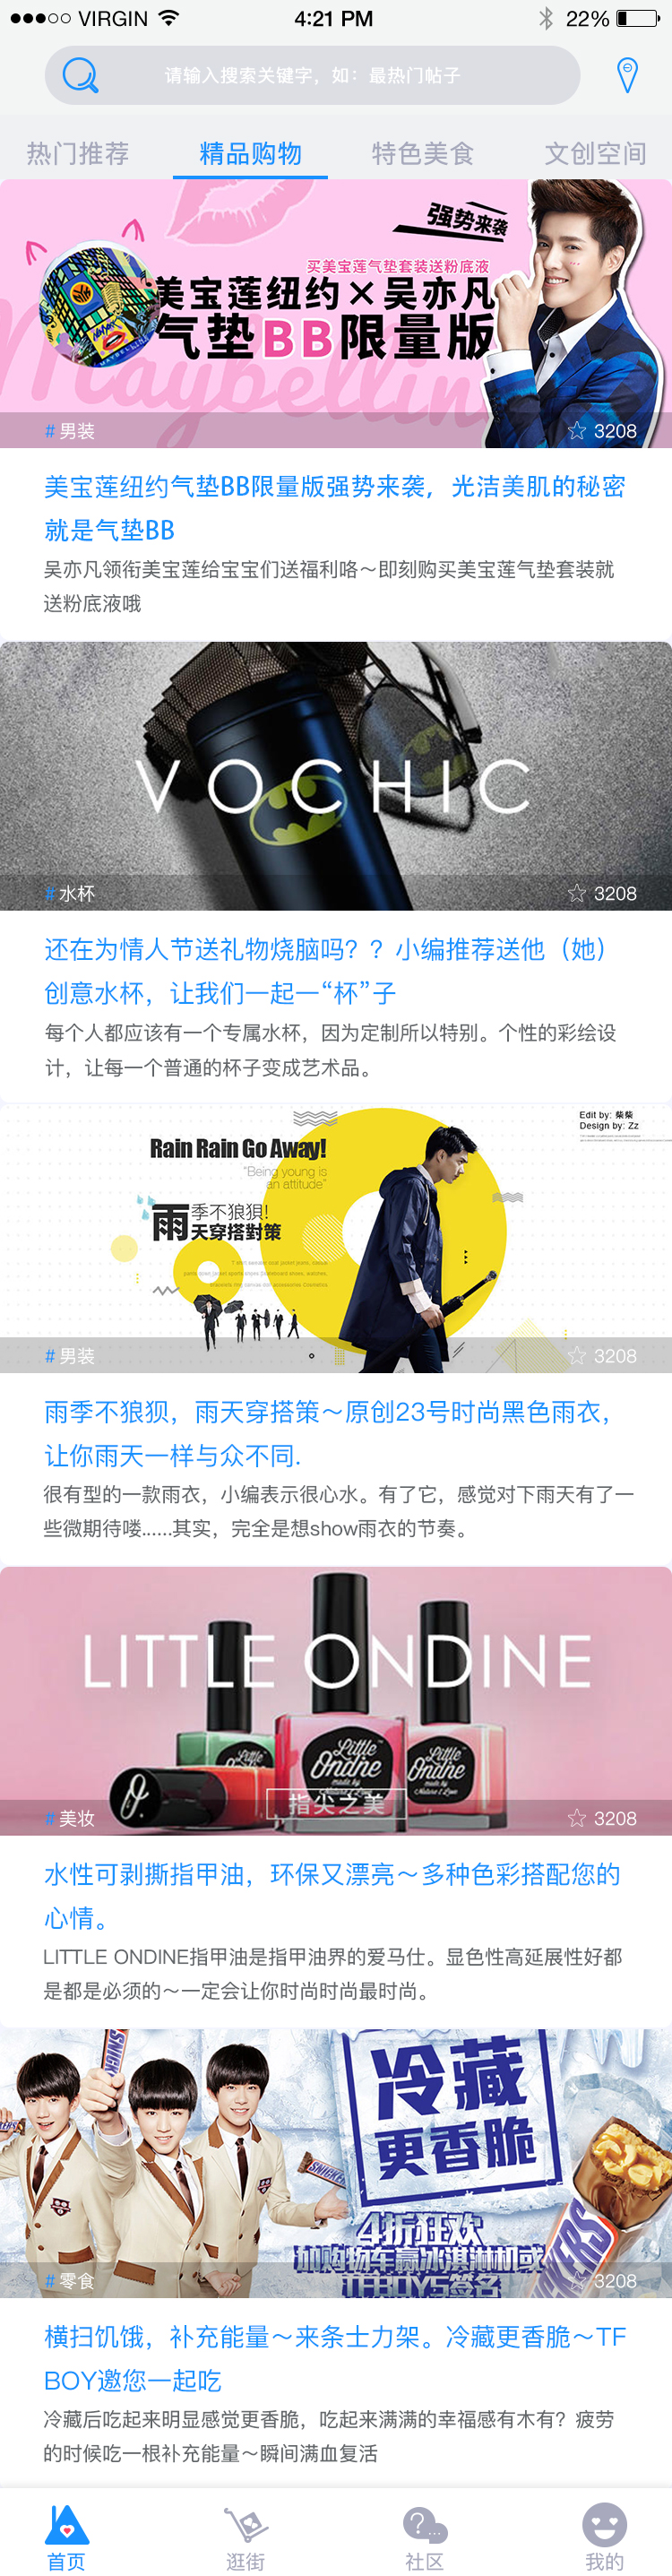 VIRGIN
4:21 PM
22%
请输入搜索关键字，如：最热门帖子
热门推荐
精品购物
特色美食
文创空间
强势来袭
买美宝莲气垫套装送粉底液
美宝莲纽约×吴亦凡
气垫BB限量版
Maybellin
#男装
3208
美宝莲纽约气垫BB限量版强势来袭，光洁美肌的秘密
就是气垫BB
吴亦凡领衔美宝莲给宝宝们送福利咯～即刻购买美宝莲气垫套装就
送粉底液哦
VOCHIC
#水杯
3208
还在为情人节送礼物烧脑吗？？小编推荐送他（她）
创意水杯，让我们一起一“杯”子
每个人都应该有一个专属水杯，因为定制所以特别。个性的彩绘设
计，让每一个普通的杯子变成艺术品。
Edit by: 柴柴
Design by: Zz
Rain Rain Go Away!
“Being young is
an attitude”
雨季不狼狈!
天穿搭對策
#男装
3208
雨季不狼狈，雨天穿搭策～原创23号时尚黑色雨衣，
让你雨天一样与众不同.
很有型的一款雨衣，小编表示很心水。有了它，感觉对下雨天有了一
些微期待喽......其实，完全是想show雨衣的节奏。
LITTLE ONDINE
Little
Ondine
made by
Nature & Love
指尖之美
#美妆
3208
水性可剥撕指甲油，环保又漂亮～多种色彩搭配您的
心情。
LITTLE ONDINE指甲油是指甲油界的爱马仕。显色性高延展性好都
是都是必须的～一定会让你时尚时尚最时尚。
SNICKERS
冷藏
更香脆
4折狂欢
加购物车赢冰淇淋机或
TFBOYS签名
SNICKERS
#零食
3208
横扫饥饿，补充能量～来条士力架。冷藏更香脆～TF
BOY邀您一起吃
冷藏后吃起来明显感觉更香脆，吃起来满满的幸福感有木有？疲劳
的时候吃一根补充能量～瞬间满血复活
首页
逛街
社区
我的